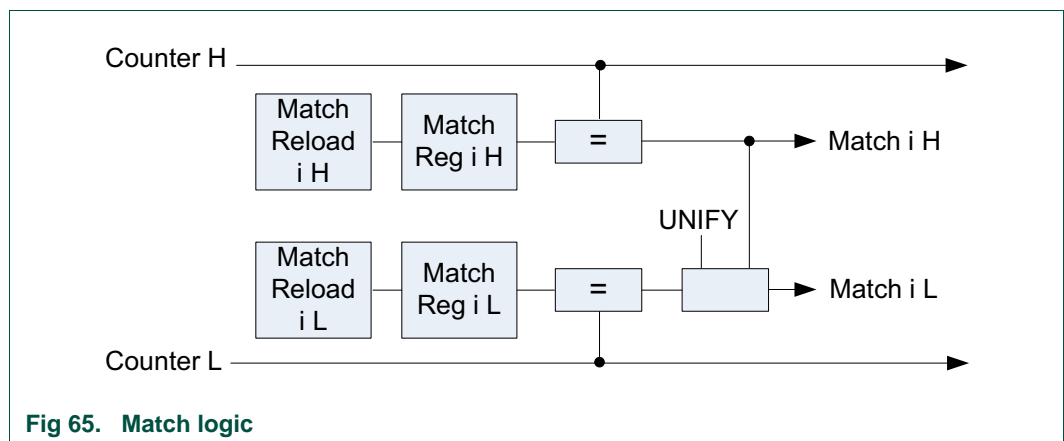 Counter H
Match
Reload
i H
Match
Reg i H
=
Match i H
UNIFY
Match
Reload
i L
Match
Reg i L
=
Match i L
Counter L
Fig 65. Match logic